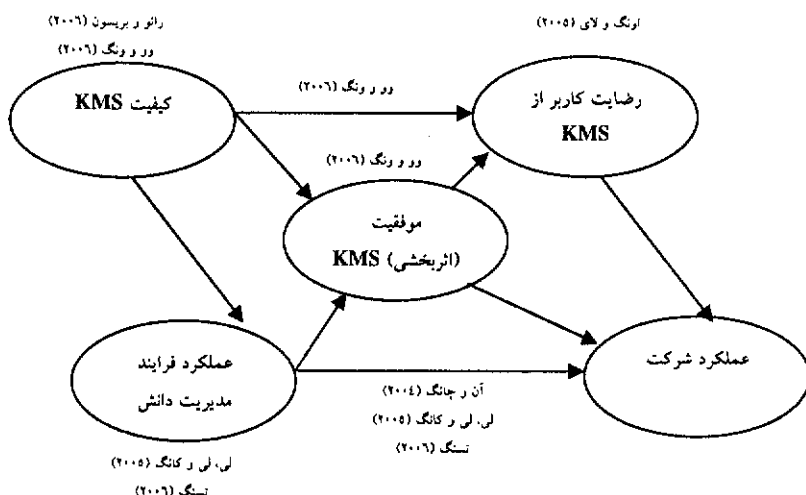 رائو و بریسون (۲۰۰۶)
وو و ونگ (۲۰۰۶)
اونگ و لای (۲۰۰۵)
کیفیت KMS
وو و ونگ (۲۰۰۶)
رضایت کاربر از
KMS
وو و ونگ (۲۰۰۶)
موفقیت
(اثربخشی) KMS
عملکرد فرایند
مدیریت دانش
عملکرد شرکت
آن و چانگ (۲۰۰٤)
لی، لی و کانگ (۲۰۰۵)
تسنگ (۲۰۰۶)
لی، لی و کانگ (۲۰۰۵)
تسنگ (۲۰۰۶)